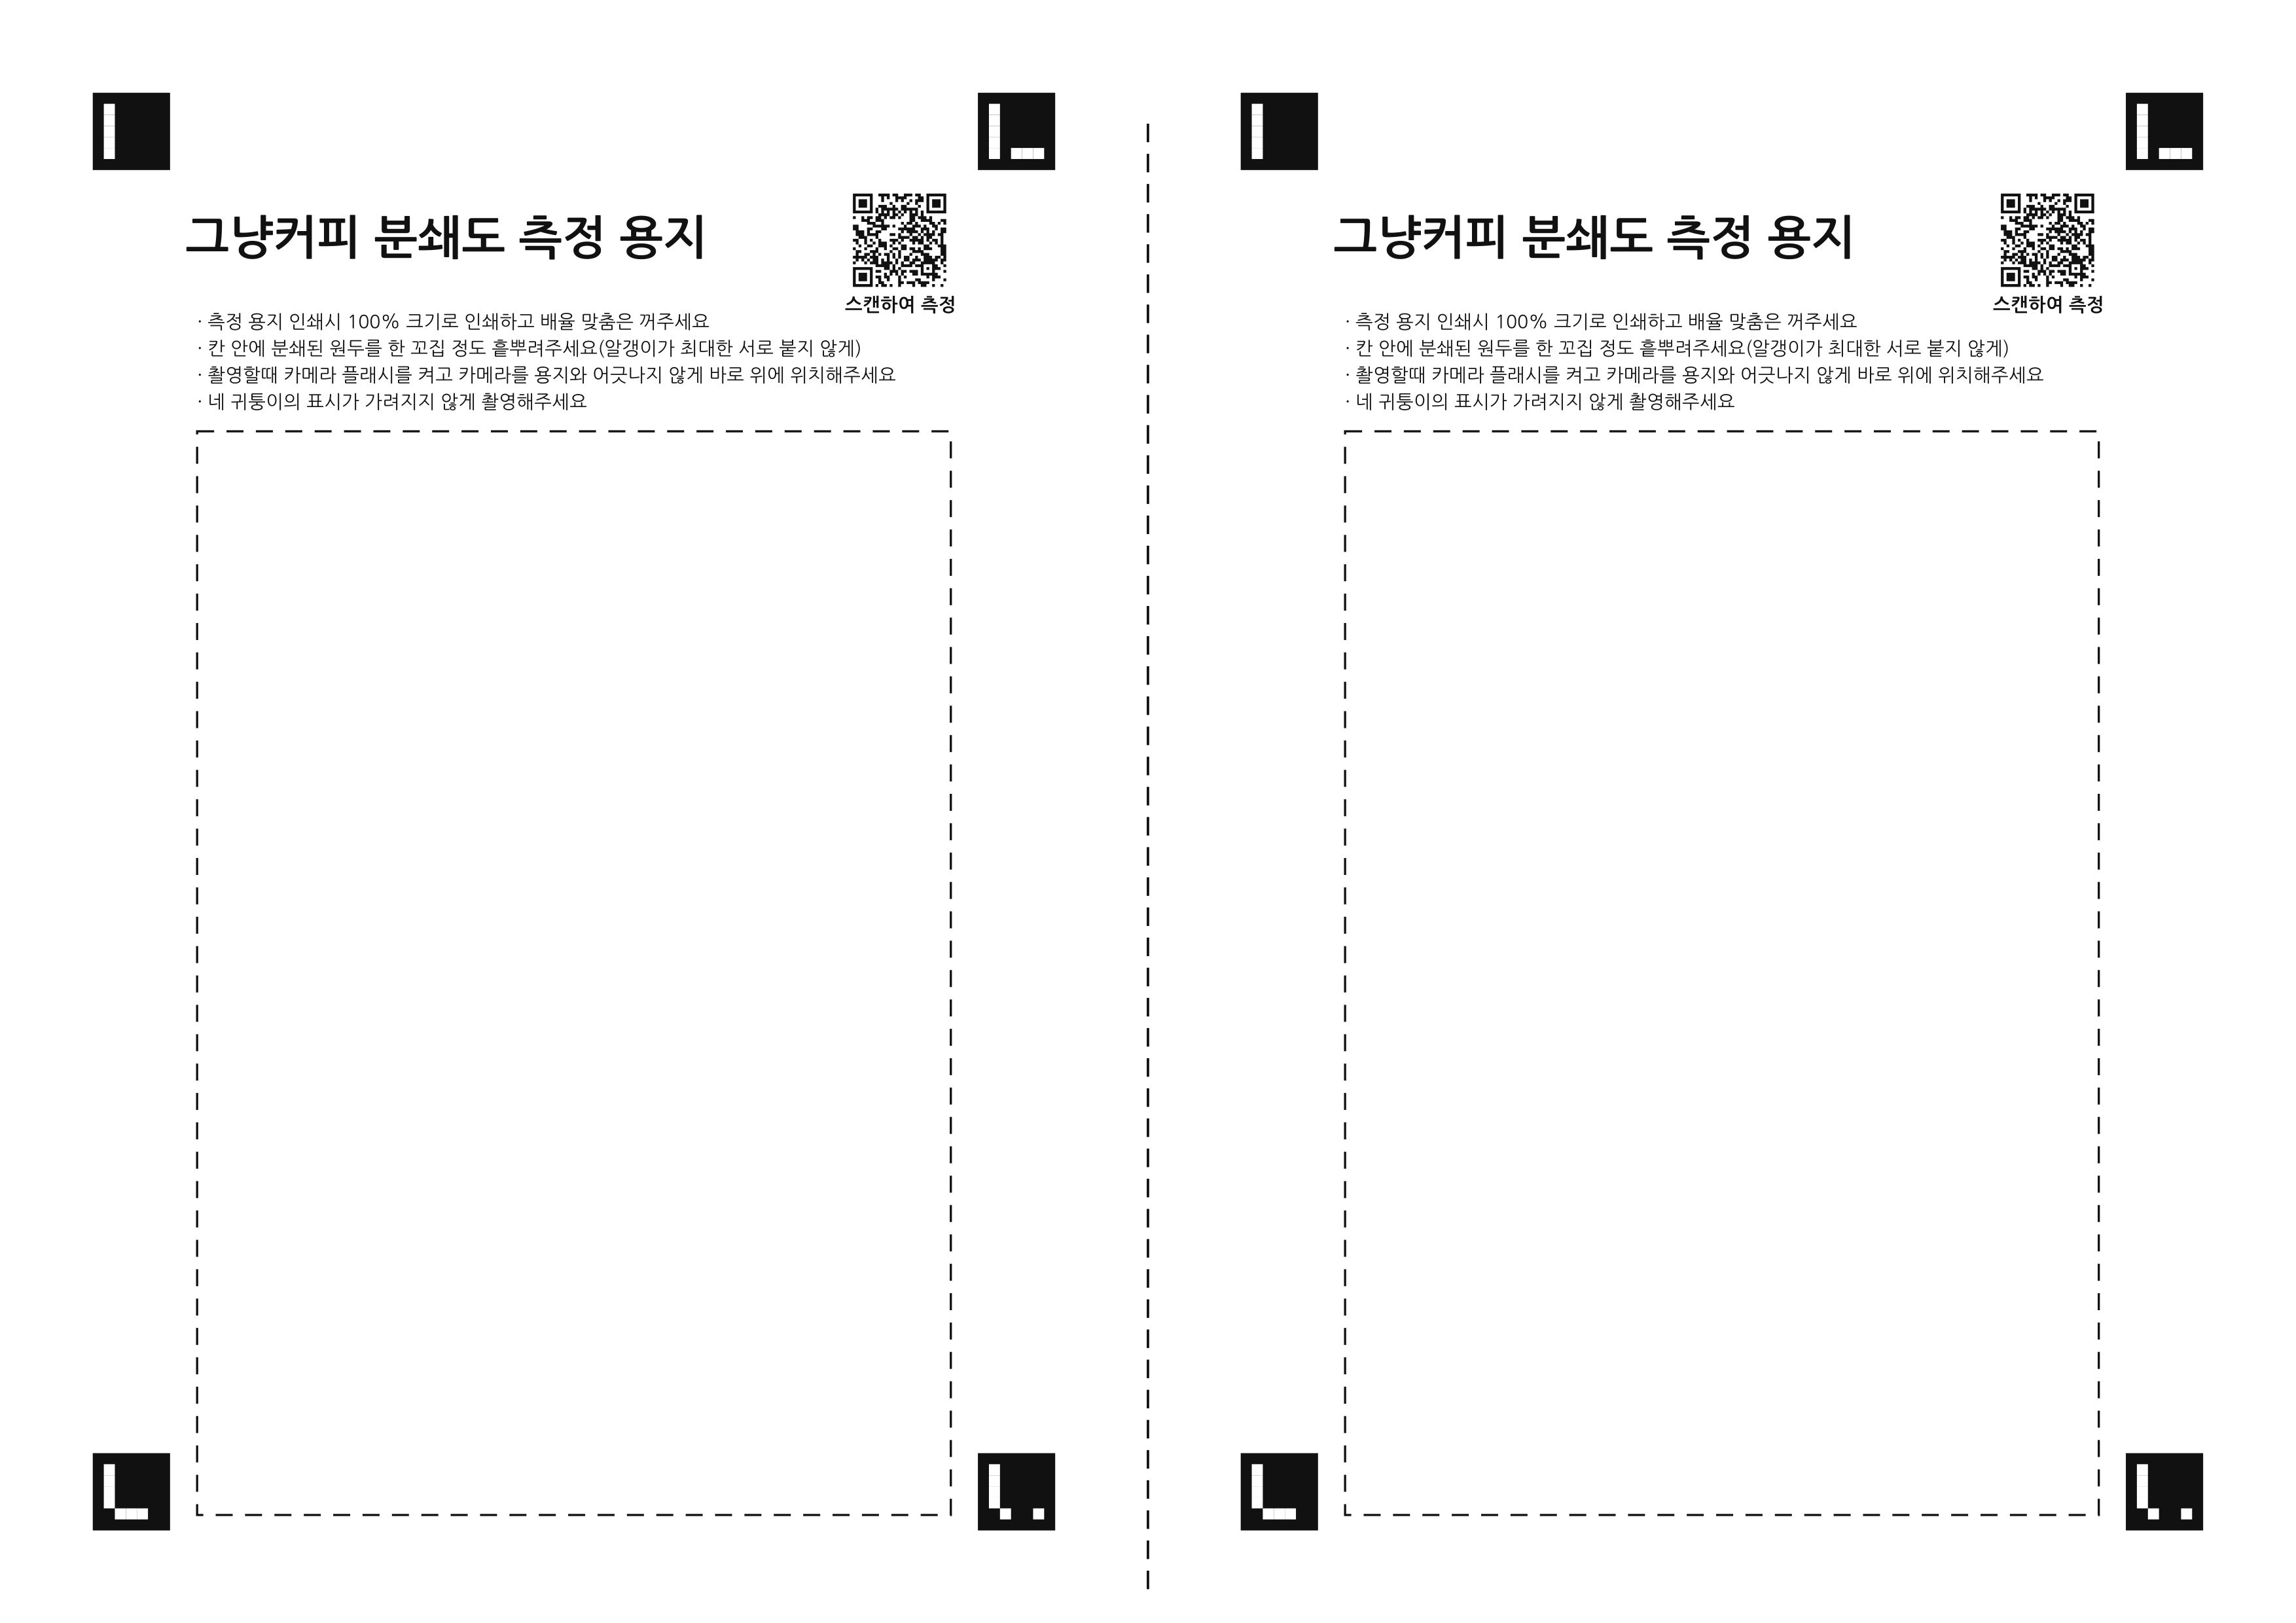 그냥커피 분쇄도 측정 용지
스캔하여 측정
· 측정 용지 인쇄시 100% 크기로 인쇄하고 배율 맞춤은 꺼주세요
· 칸 안에 분쇄된 원두를 한 꼬집 정도 흩뿌려주세요(알갱이가 최대한 서로 붙지 않게)
· 촬영할때 카메라 플래시를 켜고 카메라를 용지와 어긋나지 않게 바로 위에 위치해주세요
· 네 귀퉁이의 표시가 가려지지 않게 촬영해주세요
그냥커피 분쇄도 측정 용지
스캔하여 측정
· 측정 용지 인쇄시 100% 크기로 인쇄하고 배율 맞춤은 꺼주세요
· 칸 안에 분쇄된 원두를 한 꼬집 정도 흩뿌려주세요(알갱이가 최대한 서로 붙지 않게)
· 촬영할때 카메라 플래시를 켜고 카메라를 용지와 어긋나지 않게 바로 위에 위치해주세요
· 네 귀퉁이의 표시가 가려지지 않게 촬영해주세요